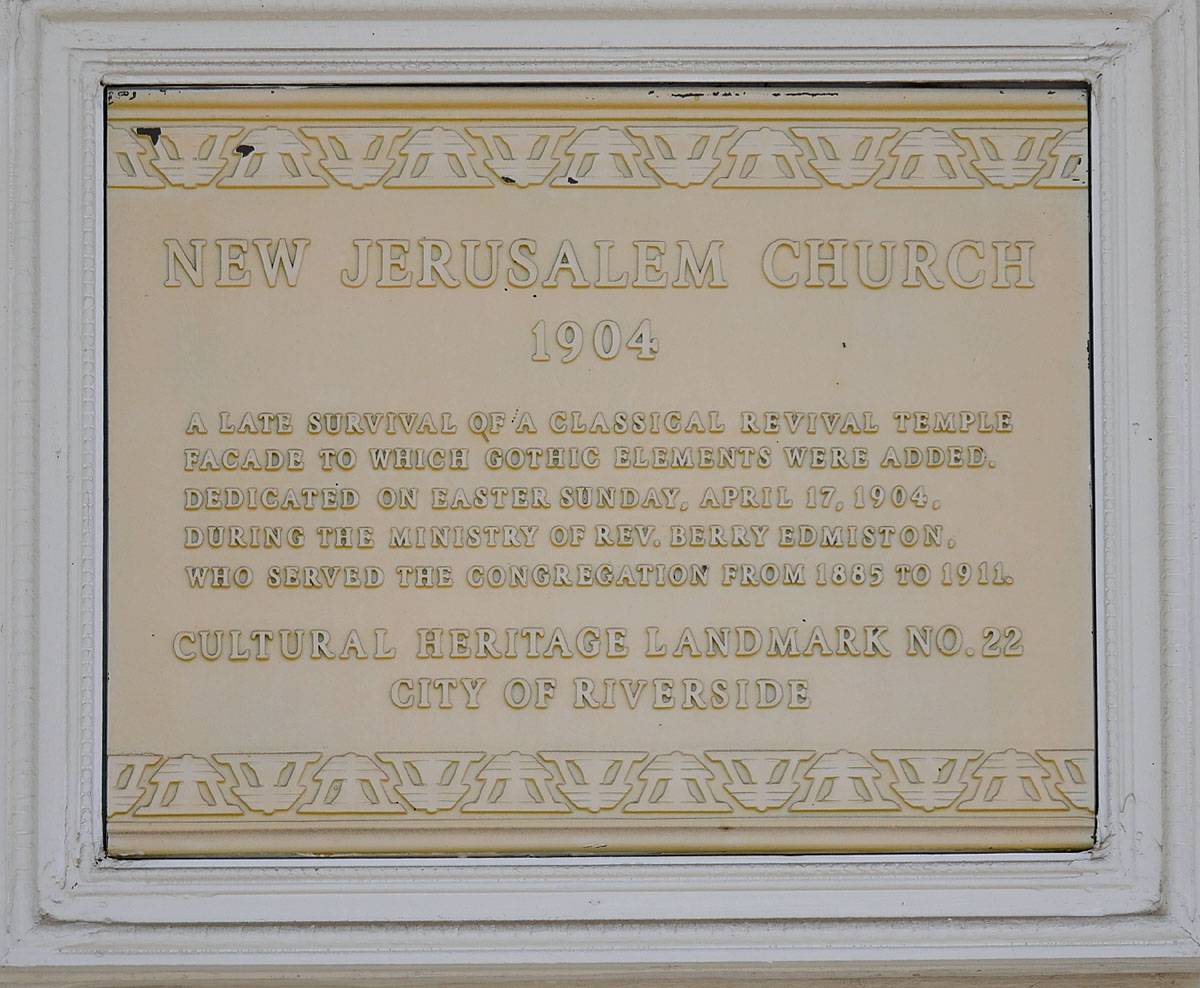 NEW JERUSALEM CHURCH
1904
A LATE SURVIVAL OF A CLASSICAL REVIVAL TEMPLE
FACADE TO WHICH GOTHIC ELEMENTS WERE ADDED.
DEDICATED ON EASTER SUNDAY, APRIL 17, 1904,
DURING THE MINISTRY OF REV. BERRY EDMISTON,
WHO SERVED THE CONGREGATION FROM 1885 TO 1911.
CULTURAL HERITAGE LANDMARK NO. 22
CITY OF RIVERSIDE